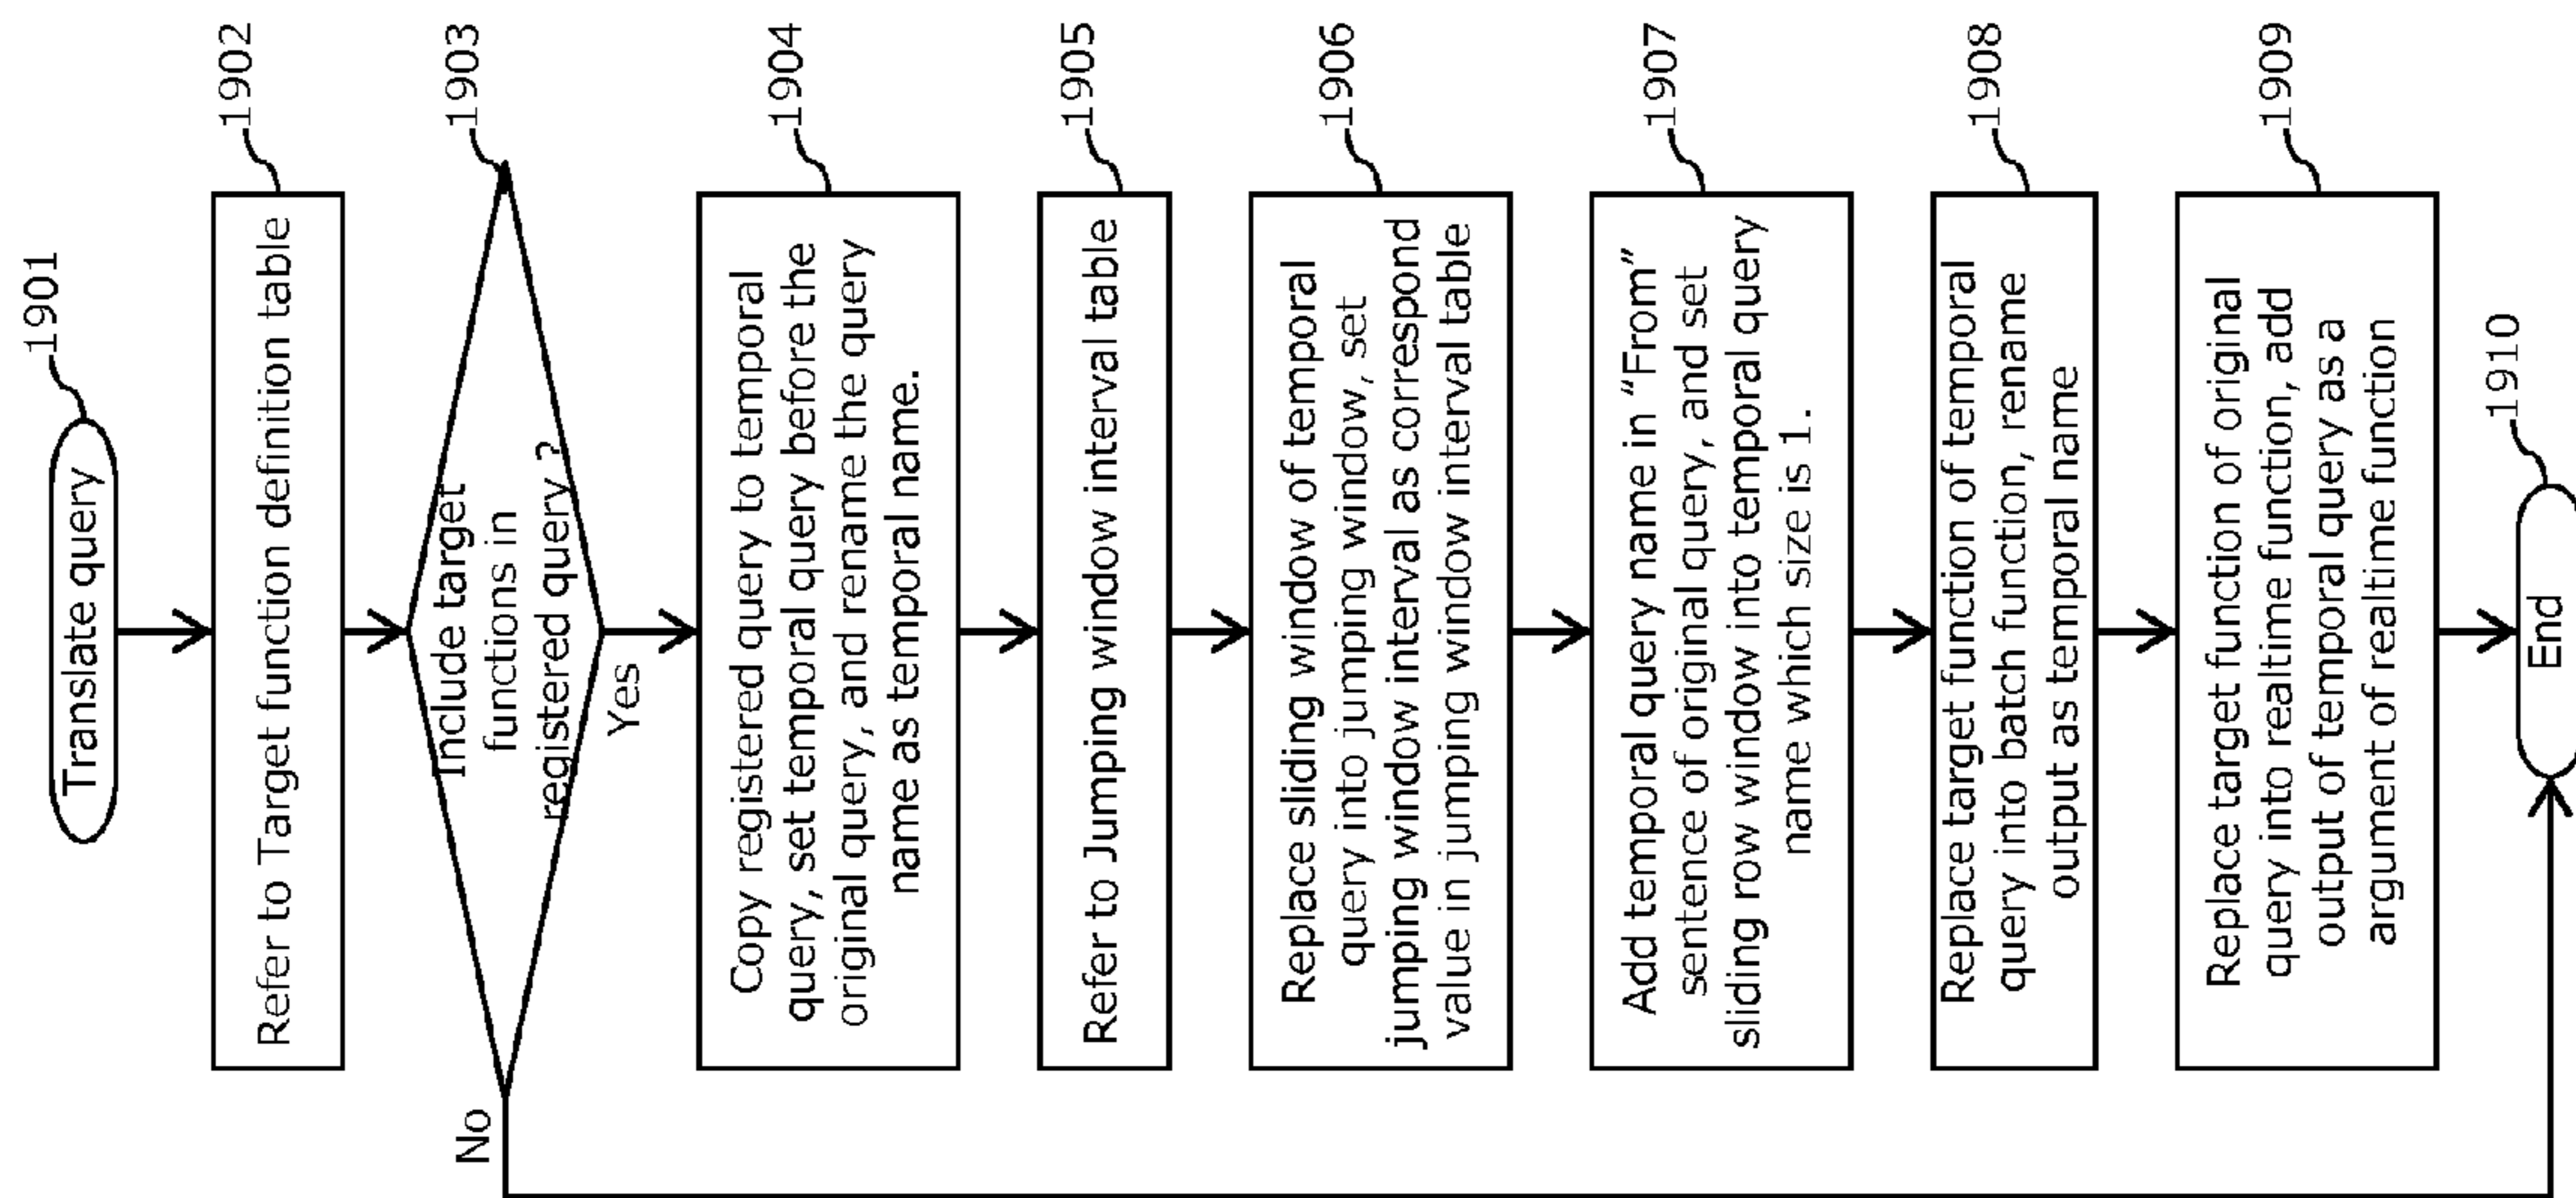 Translate query
1901
Refer to Target function definition table
1902
Include target
functions in
registered query ?
1903
No
Yes
Copy registered query to temporal
query, set temporal query before the
original query, and rename the query
name as temporal name.
1904
Refer to Jumping window interval table
1905
Replace sliding window of temporal
query into jumping window, set
jumping window interval as correspond
value in jumping window interval table
1906
Add temporal query name in “From”
sentence of original query, and set
sliding row window into temporal query
name which size is 1.
1907
Replace target function of temporal
query into batch function, rename
output as temporal name
1908
Replace target function of original
query into realtime function, add
output of temporal query as a
argument of realtime function
1909
End
1910